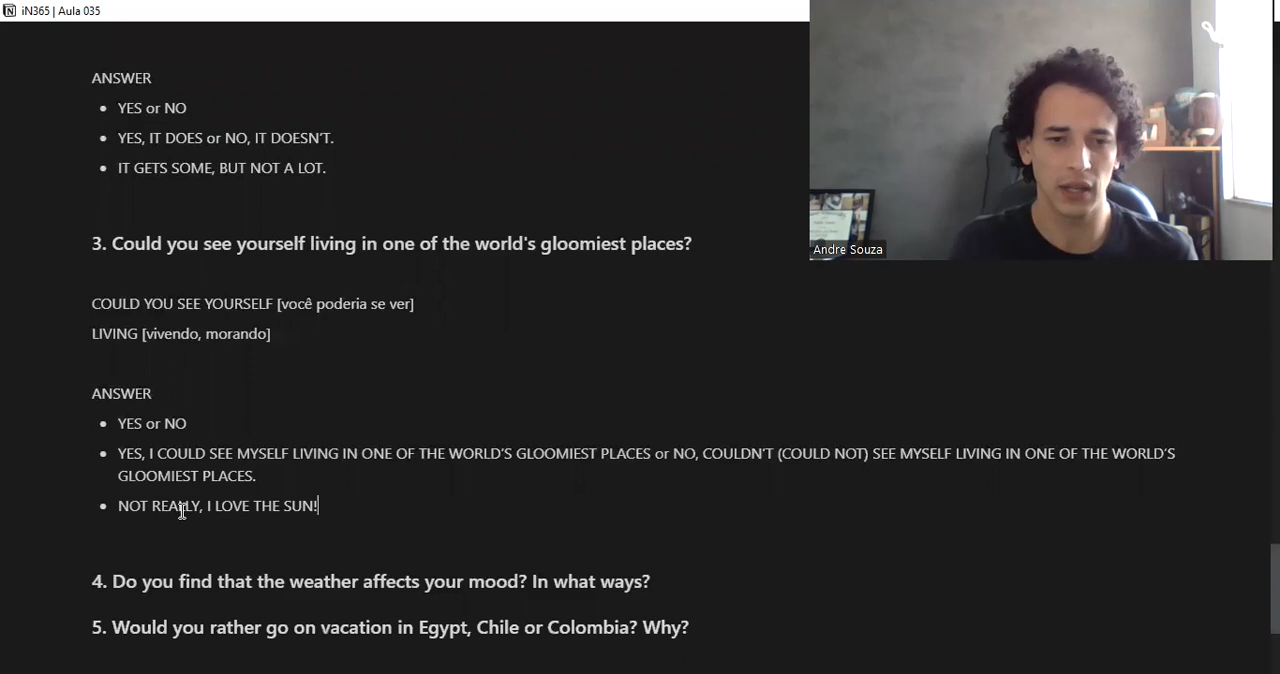 iN365 | Aula 035
ANSWER
• YES or NO
• YES, IT DOES or NO, IT DOESN'T.
• IT GETS SOME, BUT NOT A LOT.
Andre Souza
3. Could you see yourself living in one of the world's gloomiest places?
COULD YOU SEE YOURSELF [você poderia se ver]
LIVING [vivendo, morando]
ANSWER
• YES or NO
• YES, I COULD SEE MYSELF LIVING IN ONE OF THE WORLD'S GLOOMIEST PLACES or NO, COULDN'T (COULD NOT) SEE MYSELF LIVING IN ONE OF THE WORLD'S
GLOOMIEST PLACES.
• NOT REALLY, I LOVE THE SUN!
4. Do you find that the weather affects your mood? In what ways?
5. Would you rather go on vacation in Egypt, Chile or Colombia? Why?